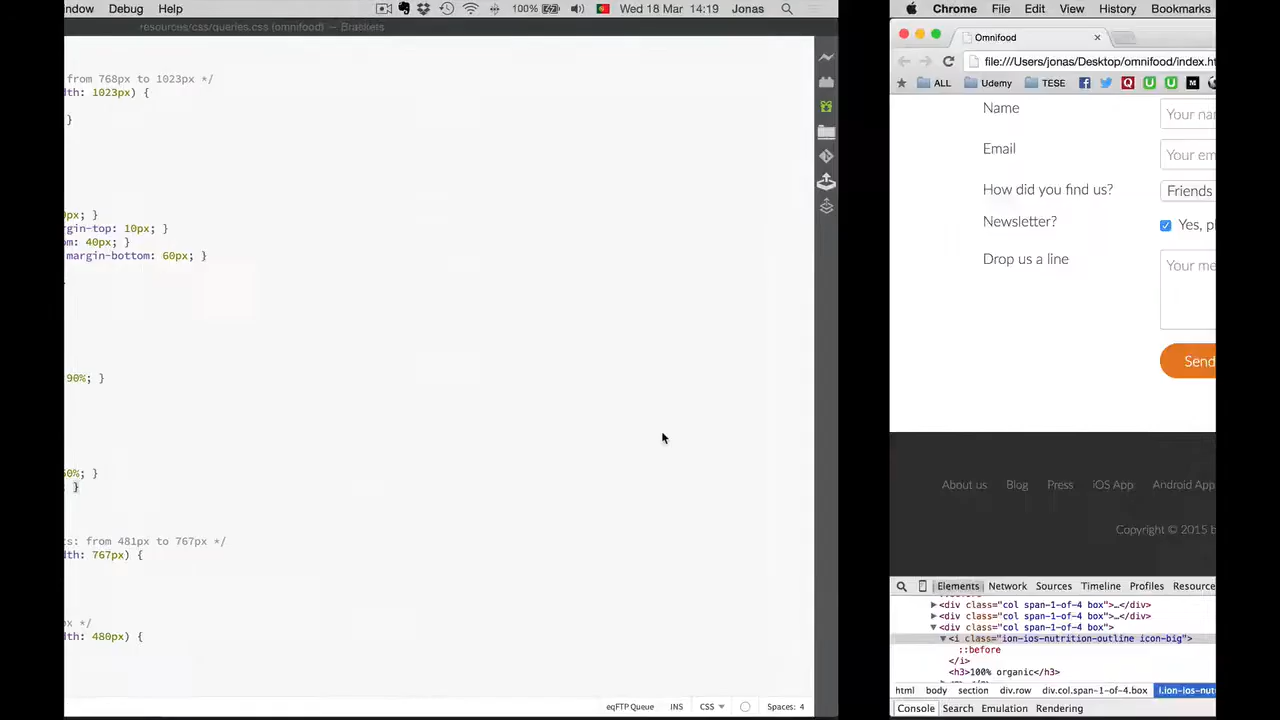 ndow Debug Help 100% Wed 18 Mar 14:19 Jonas
resources/css/queries.css (omnifood) — Brackets
from 768px to 1023px */
dth: 1023px) {
}
0px; }
rgin-top: 10px; }
om: 40px; }
margin-bottom: 60px; }
90%; }
60%; }
}
ts: from 481px to 767px */
dth: 767px) {
px */
dth: 480px) {
eqFTP Queue INS CSS Spaces: 4
Chrome File Edit View History Bookmarks
Omnifood
file:///Users/jonas/Desktop/omnifood/index.ht
ALL Udemy TESE
Name Your nam
Email Your em
How did you find us? Friends
Newsletter? Yes, pl
Drop us a line Your me
Send
About us Blog Press iOS App Android App
Copyright © 2015 b
Elements Network Sources Timeline Profiles Resource
::before
▶<div class="col span-1-of-4 box">…</div>
▶<div class="col span-1-of-4 box">…</div>
▼<div class="col span-1-of-4 box">
▼<i class="ion-ios-nutrition-outline icon-big">
::before
</i>
<h3>100% organic</h3>
html body section div.row div.col.span-1-of-4.box i.ion-ios-nut
Console Search Emulation Rendering